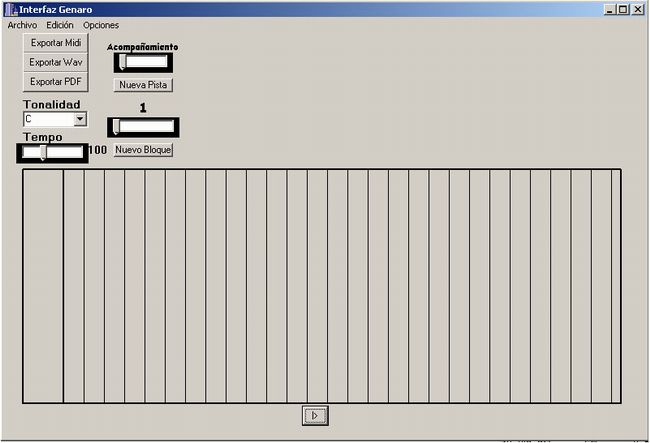 Interfaz Genaro
Archivo Edición Opciones
Exportar Midi
Exportar Wav
Exportar PDF
Acompañamiento
Nueva Pista
Tonalidad
C
1
Tempo
100
Nuevo Bloque